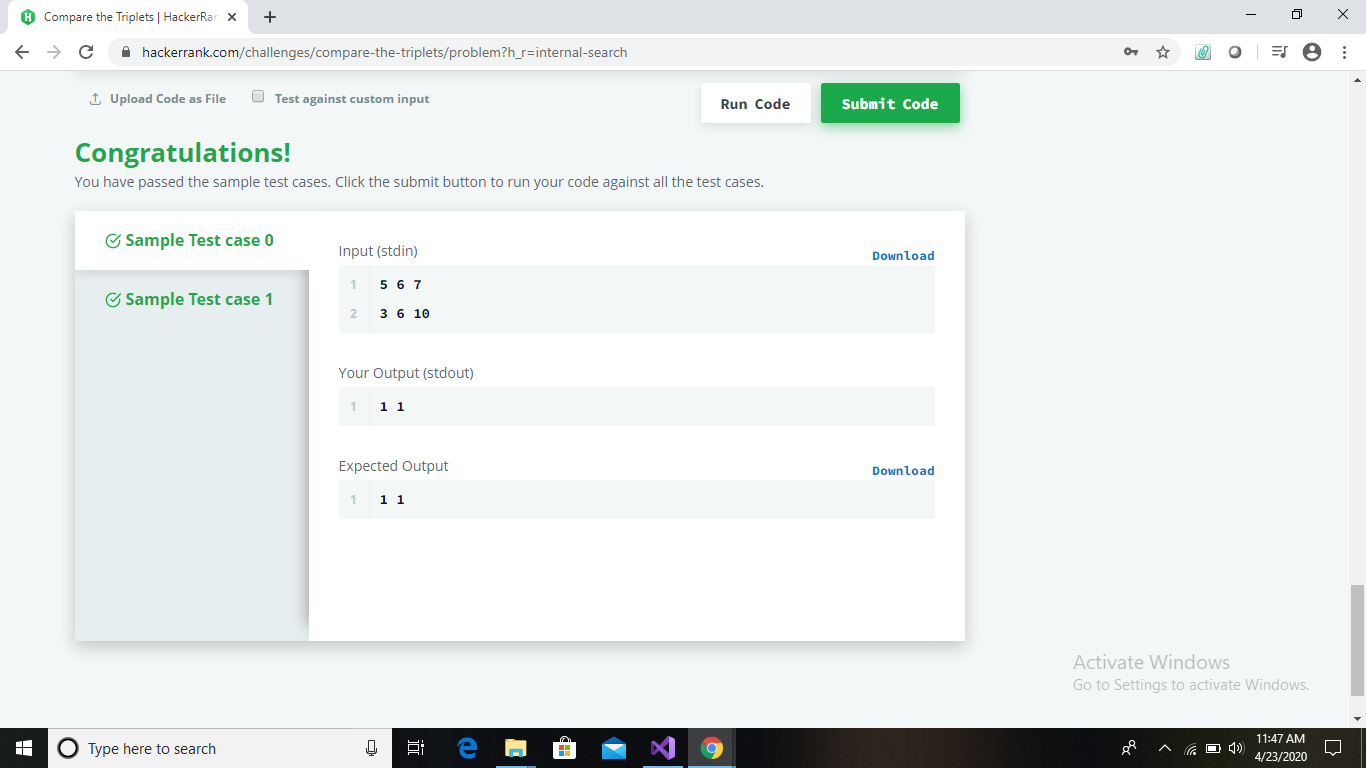 Compare the Triplets | HackerRan
hackerrank.com/challenges/compare-the-triplets/problem?h_r=internal-search
Upload Code as File
Test against custom input
Run Code
Submit Code
Congratulations!
You have passed the sample test cases. Click the submit button to run your code against all the test cases.
Sample Test case 0
Sample Test case 1
Input (stdin)
Download
1 5 6 7
2 3 6 10
Your Output (stdout)
1 1 1
Expected Output
Download
1 1 1
Activate Windows
Go to Settings to activate Windows.
Type here to search
11:47 AM
4/23/2020